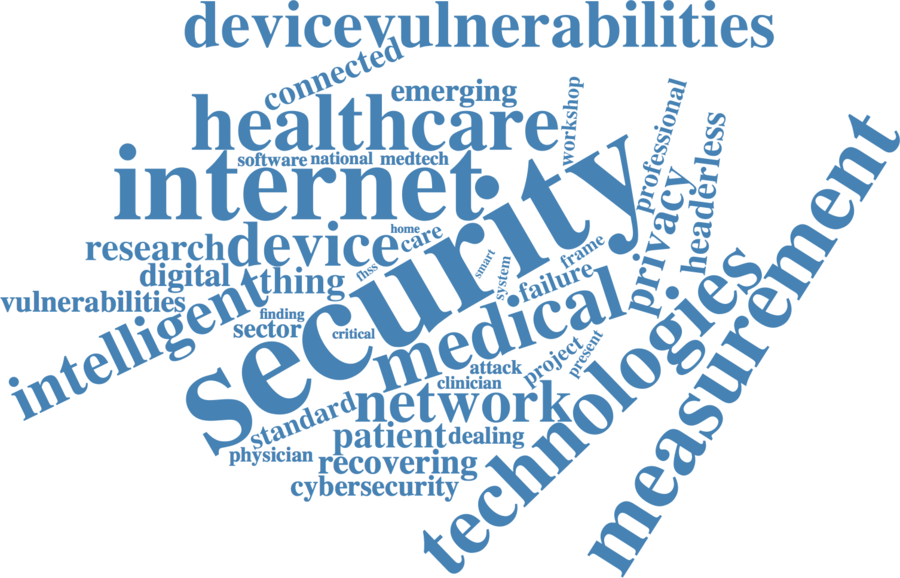 devicevulnerabilities
connected
emerging
workshop
healthcare
professional
software
national
medtech
internet
security
headerless
privacy
measurement
research
device
home
care
digital
thing
fhss
smart
system
frame
failure
vulnerabilities
intelligent
finding
sector
critical
medical
technologies
attack
project
present
clinician
standard
network
patient
dealing
physician
recovering
cybersecurity